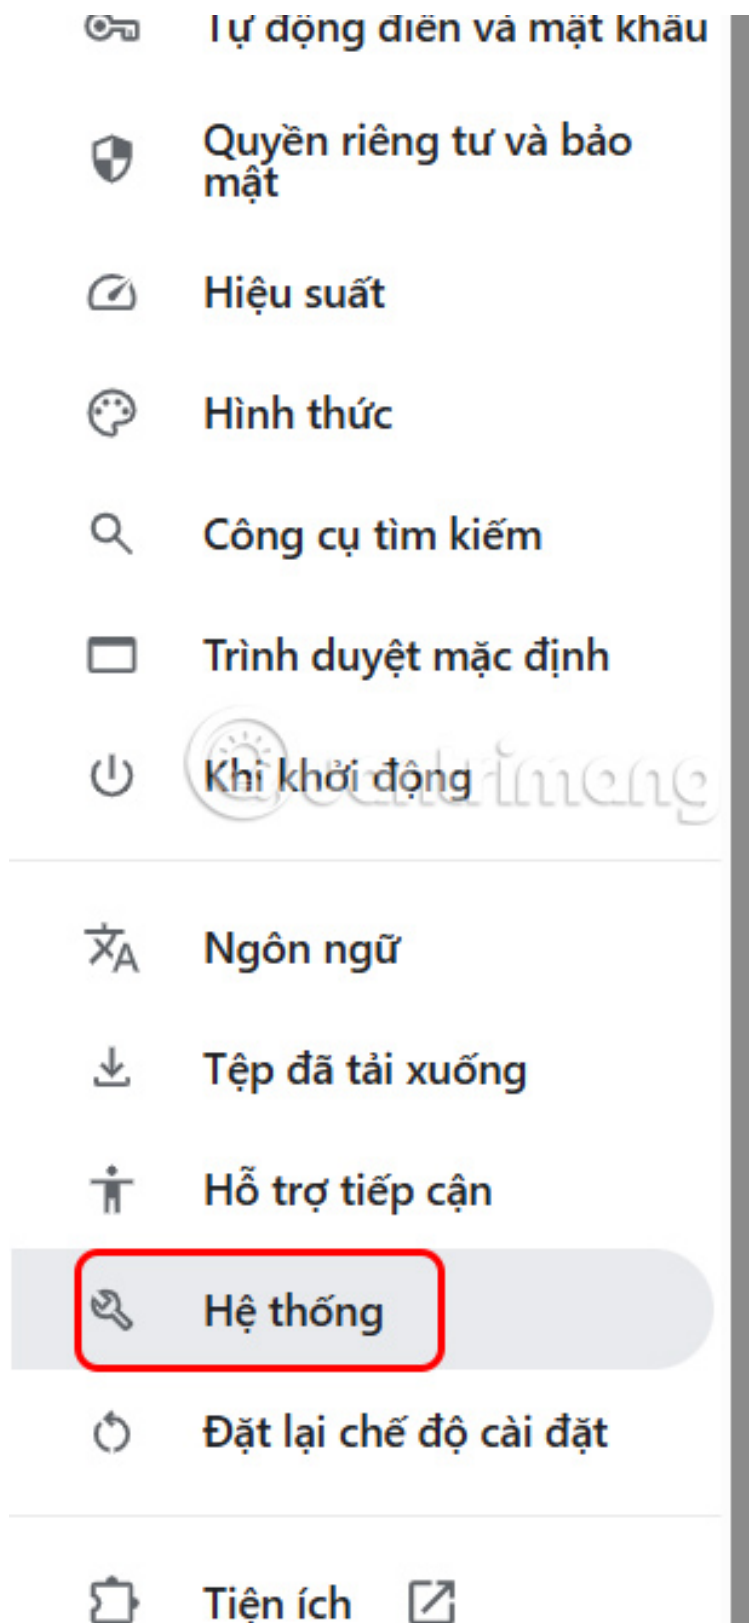 Tự động điền và mật khẩu
Quyền riêng tư và bảo
mật
Hiệu suất
Hình thức
Công cụ tìm kiếm
Trình duyệt mặc định
Khi khởi động
uantrimang
Ngôn ngữ
Tệp đã tải xuống
Hỗ trợ tiếp cận
Hệ thống
Đặt lại chế độ cài đặt
Tiện ích